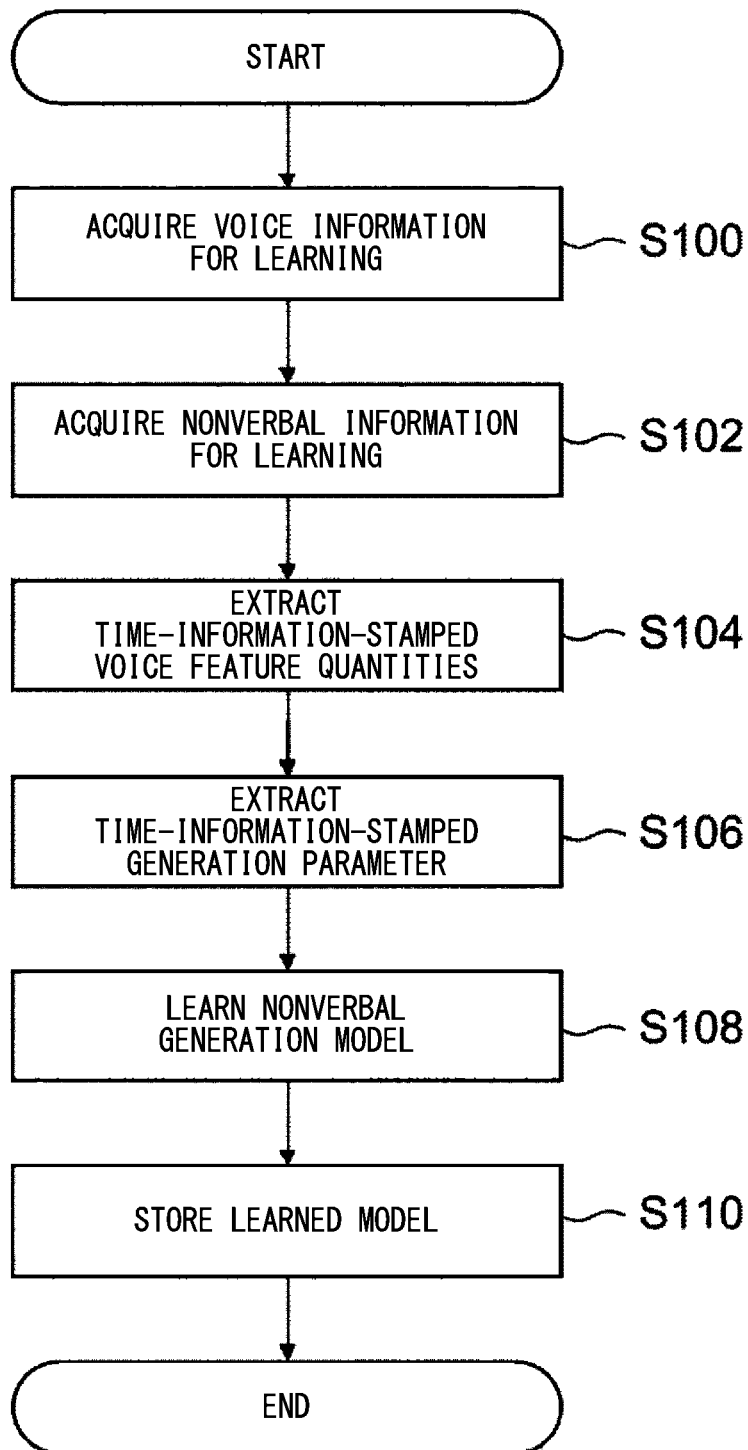 START
ACQUIRE VOICE INFORMATION
FOR LEARNING
S100
ACQUIRE NONVERBAL INFORMATION
FOR LEARNING
S102
EXTRACT
TIME-INFORMATION-STAMPED
VOICE FEATURE QUANTITIES
S104
EXTRACT
TIME-INFORMATION-STAMPED
GENERATION PARAMETER
S106
LEARN NONVERBAL
GENERATION MODEL
S108
STORE LEARNED MODEL
S110
END